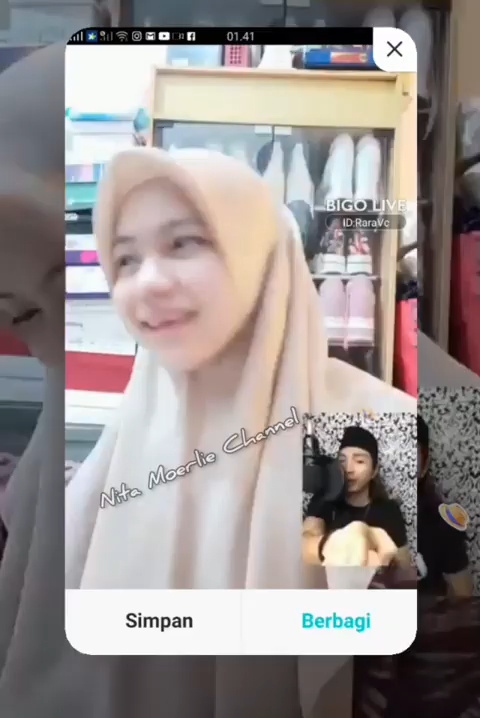 01.41
BIGO LIVE
ID:RaraVc
Nita Moerlie Channel
Simpan
Berbagi